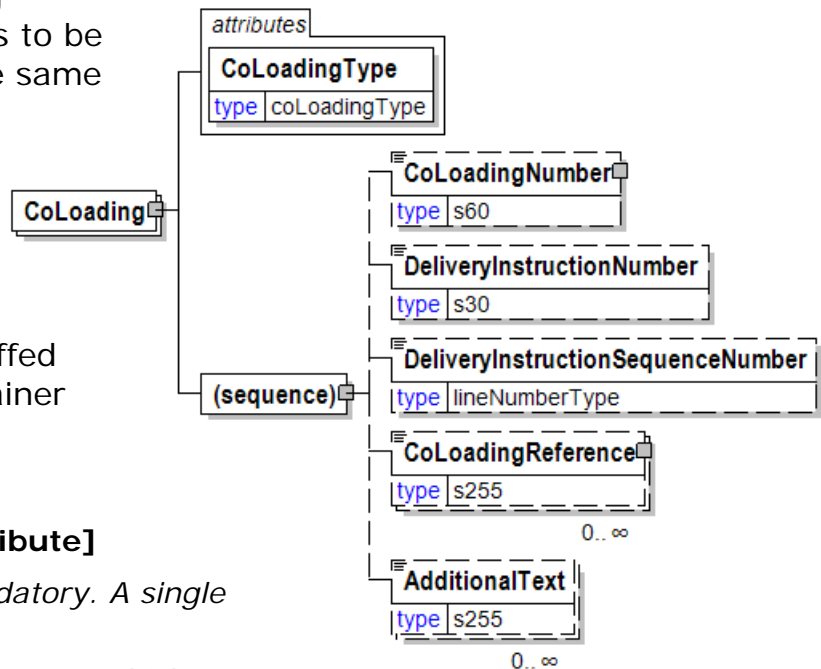 s to be
e same
ffed
iner
ibute]
datory. A single
attributes
CoLoadingType
type coLoadingType
CoLoading
(sequence)
CoLoadingNumber
type s60
DeliveryInstructionNumber
type s30
DeliveryInstructionSequenceNumber
type lineNumberType
CoLoadingReference
type s255
0.. ∞
AdditionalText
type s255
0.. ∞